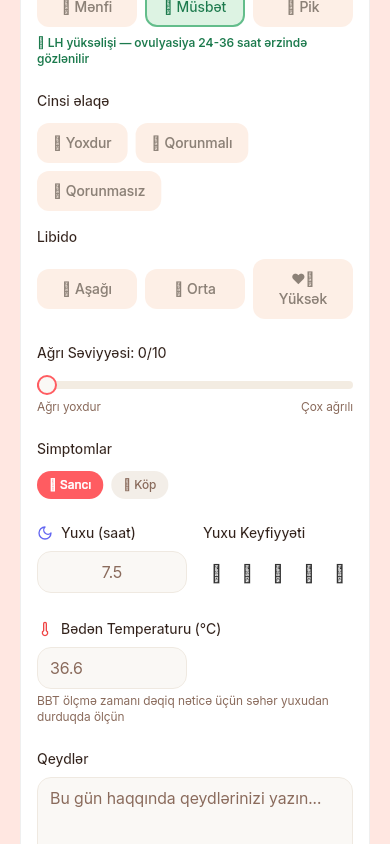 Mənfi Müsbət Pik
LH yüksəlişi — ovulyasiya 24-36 saat ərzində
gözlənilir
Cinsi əlaqə
Yoxdur Qorunmalı
Qorunmasız
Libido
Aşağı Orta ❤️ Yüksək
Ağrı Səviyyəsi: 0/10
Ağrı yoxdur Çox ağrılı
Simptomlar
Sancı Köp
Yuxu (saat) Yuxu Keyfiyyəti
7.5
Bədən Temperaturu (°C)
36.6
BBT ölçmə zamanı dəqiq nəticə üçün səhər yuxudan
durduqda ölçün
Qeydlər
Bu gün haqqında qeydlərinizi yazın...